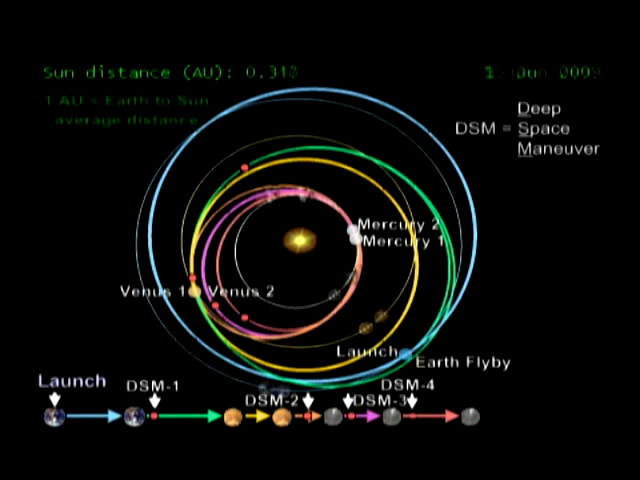 Sun distance (AU): 0.310
1 AU = Earth to Sun
average distance
Deep
DSM = Space
Maneuver
Mercury 2
Mercury 1
Venus 1
Venus 2
Launch
Earth Flyby
Launch
DSM-1
DSM-2
DSM-3
DSM-4